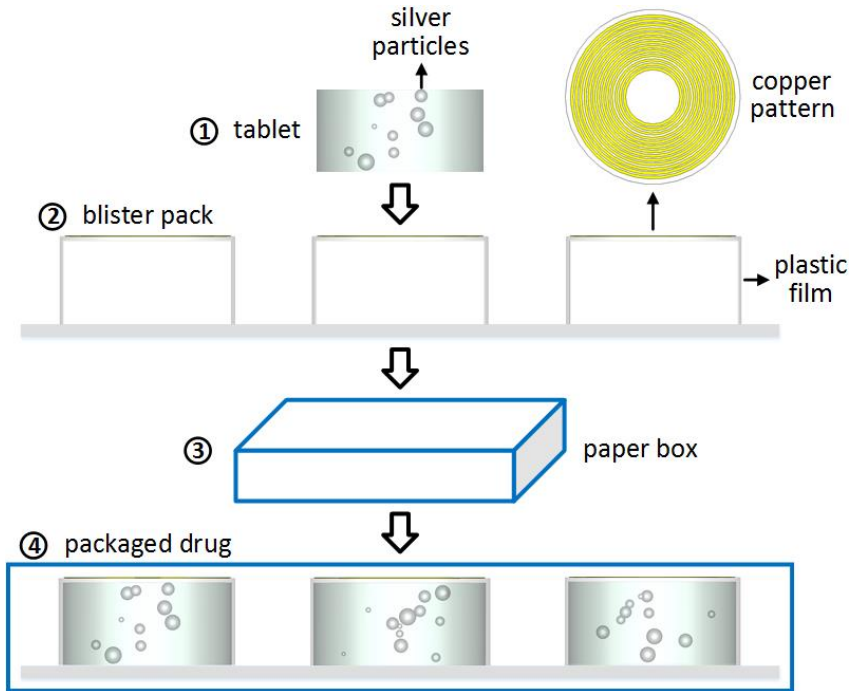 silver
particles
copper
pattern
① tablet
② blister pack
plastic
film
③
paper box
④ packaged drug